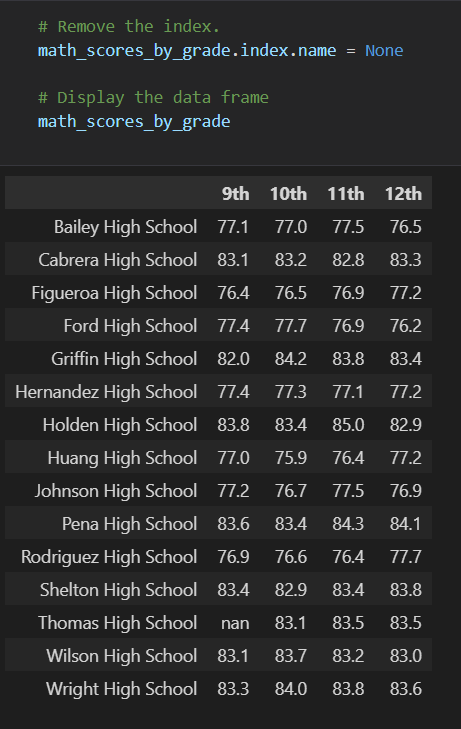 # Remove the index.
math_scores_by_grade.index.name = None
# Display the data frame
math_scores_by_grade
9th 10th 11th 12th
Bailey High School 77.1 77.0 77.5 76.5
Cabrera High School 83.1 83.2 82.8 83.3
Figueroa High School 76.4 76.5 76.9 77.2
Ford High School 77.4 77.7 76.9 76.2
Griffin High School 82.0 84.2 83.8 83.4
Hernandez High School 77.4 77.3 77.1 77.2
Holden High School 83.8 83.4 85.0 82.9
Huang High School 77.0 75.9 76.4 77.2
Johnson High School 77.2 76.7 77.5 76.9
Pena High School 83.6 83.4 84.3 84.1
Rodriguez High School 76.9 76.6 76.4 77.7
Shelton High School 83.4 82.9 83.4 83.8
Thomas High School nan 83.1 83.5 83.5
Wilson High School 83.1 83.7 83.2 83.0
Wright High School 83.3 84.0 83.8 83.6